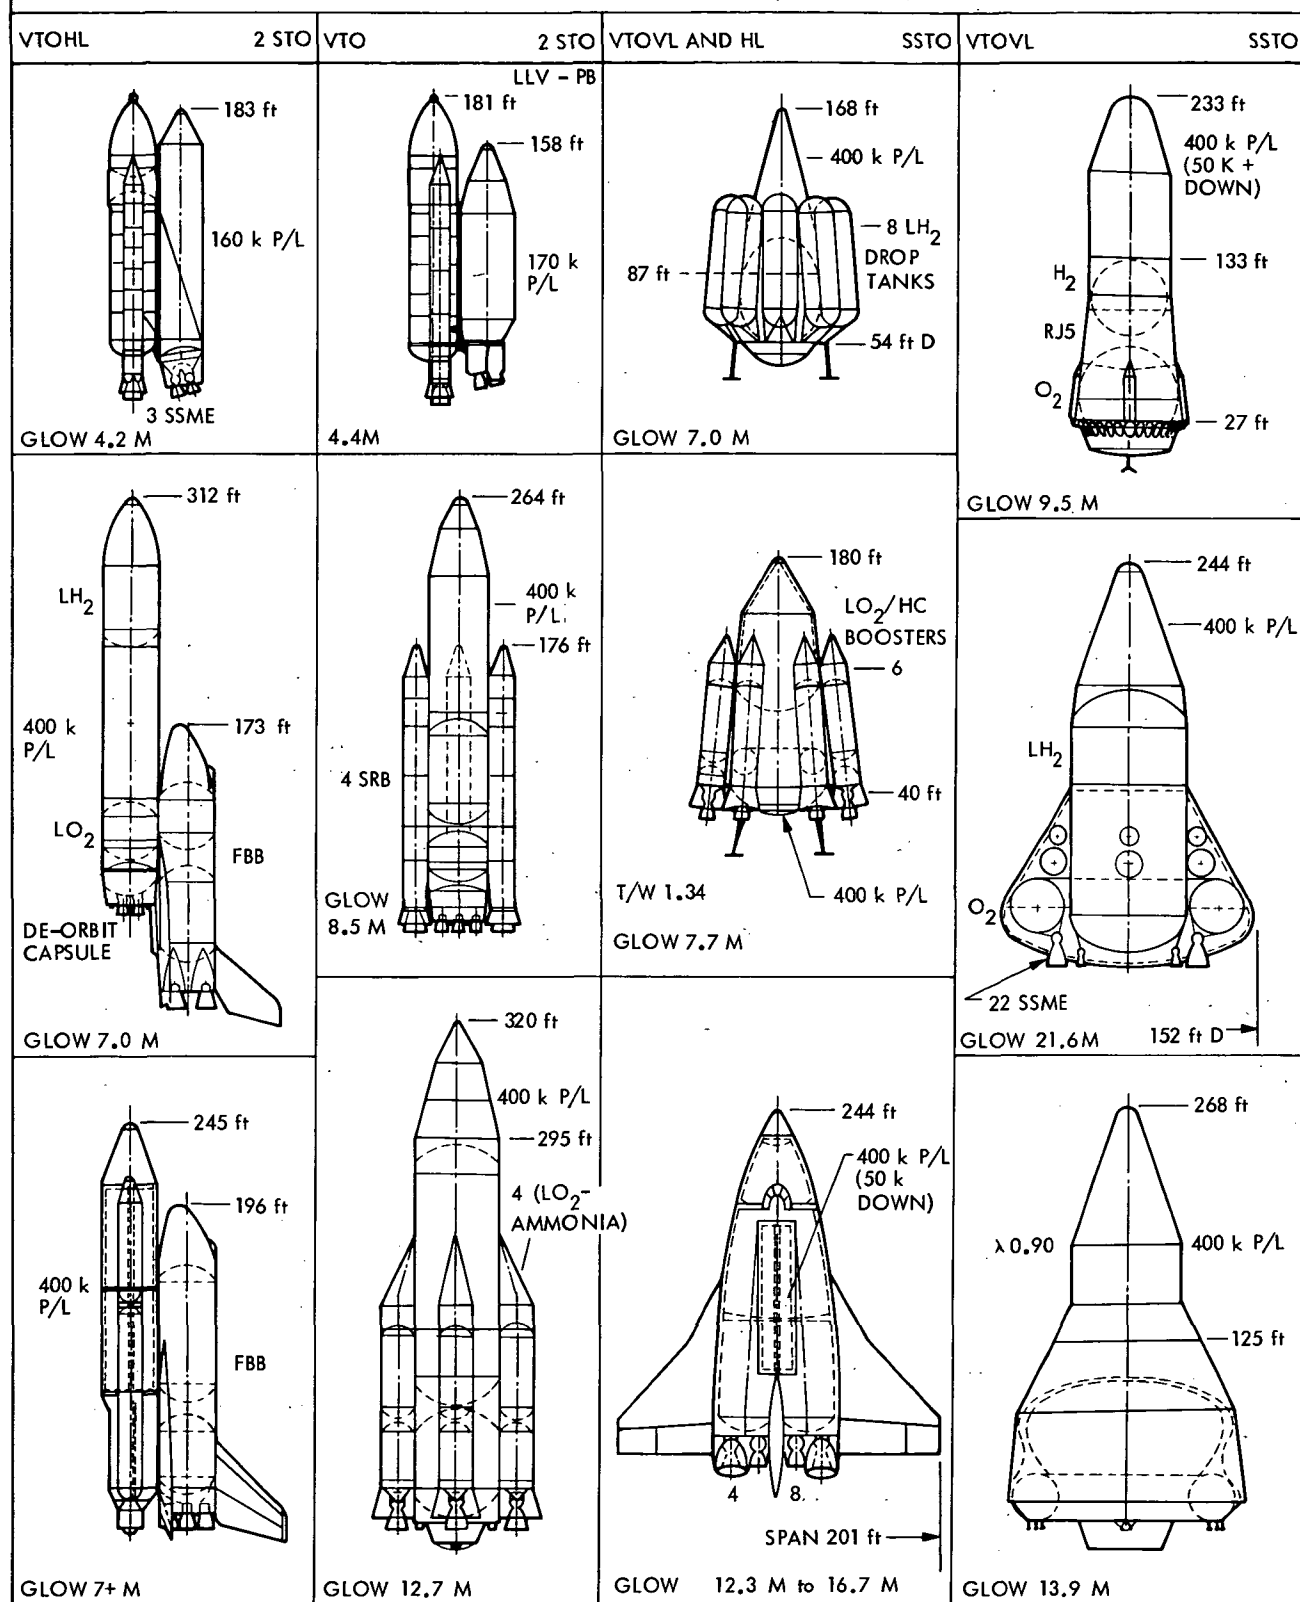 VTOHL 2 STO
183 ft
160 k P/L
3 SSME
GLOW 4.2 M
312 ft
LH2
400 k
P/L
173 ft
LO2
FBB
DE-ORBIT
CAPSULE
GLOW 7.0 M
245 ft
196 ft
400 k
P/L
FBB
GLOW 7+ M
VTO 2 STO
LLV - PB
181 ft
158 ft
170 k
P/L
4.4M
264 ft
400 k
P/L
176 ft
4 SRB
GLOW
8.5 M
320 ft
400 k P/L
295 ft
4 (LO2-
AMMONIA)
GLOW 12.7 M
VTOVL AND HL SSTO
168 ft
400 k P/L
8 LH2
DROP
TANKS
87 ft
54 ft D
GLOW 7.0 M
180 ft
LO2/HC
BOOSTERS
6
40 ft
T/W 1.34
400 k P/L
GLOW 7.7 M
244 ft
400 k P/L
(50 k
DOWN)
4 8
SPAN 201 ft
GLOW 12.3 M to 16.7 M
VTOVL SSTO
233 ft
400 k P/L
(50 K +
DOWN)
133 ft
H2
RJ5
O2
27 ft
GLOW 9.5 M
244 ft
400 k P/L
LH2
O2
22 SSME
GLOW 21.6M 152 ft D
268 ft
λ 0.90 400 k P/L
125 ft
GLOW 13.9 M